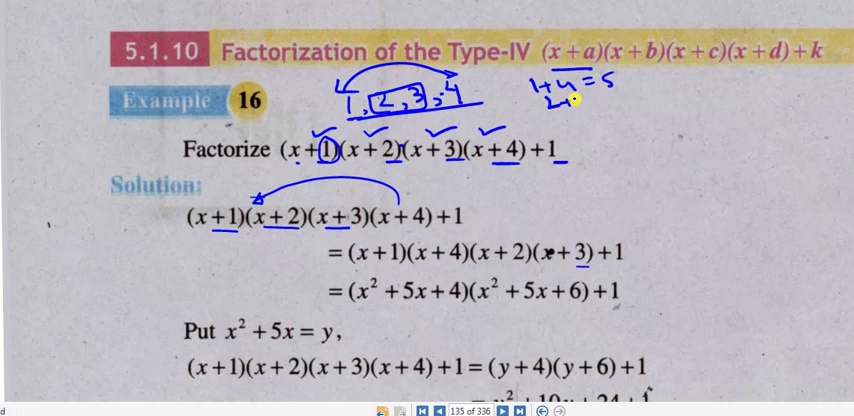 5.1.10 Factorization of the Type-IV (x+a)(x+b)(x+c)(x+d)+k
Example 16
1, 2, 3, 4
1+4=5
2+
Factorize (x+1)(x+2)(x+3)(x+4)+1
Solution:
(x+1)(x+2)(x+3)(x+4)+1
= (x+1)(x+4)(x+2)(x+3)+1
= (x² +5x+4)(x² +5x+6)+1
Put x² +5x = y,
(x+1)(x+2)(x+3)(x+4)+1 = (y+4)(y+6)+1
135 of 336